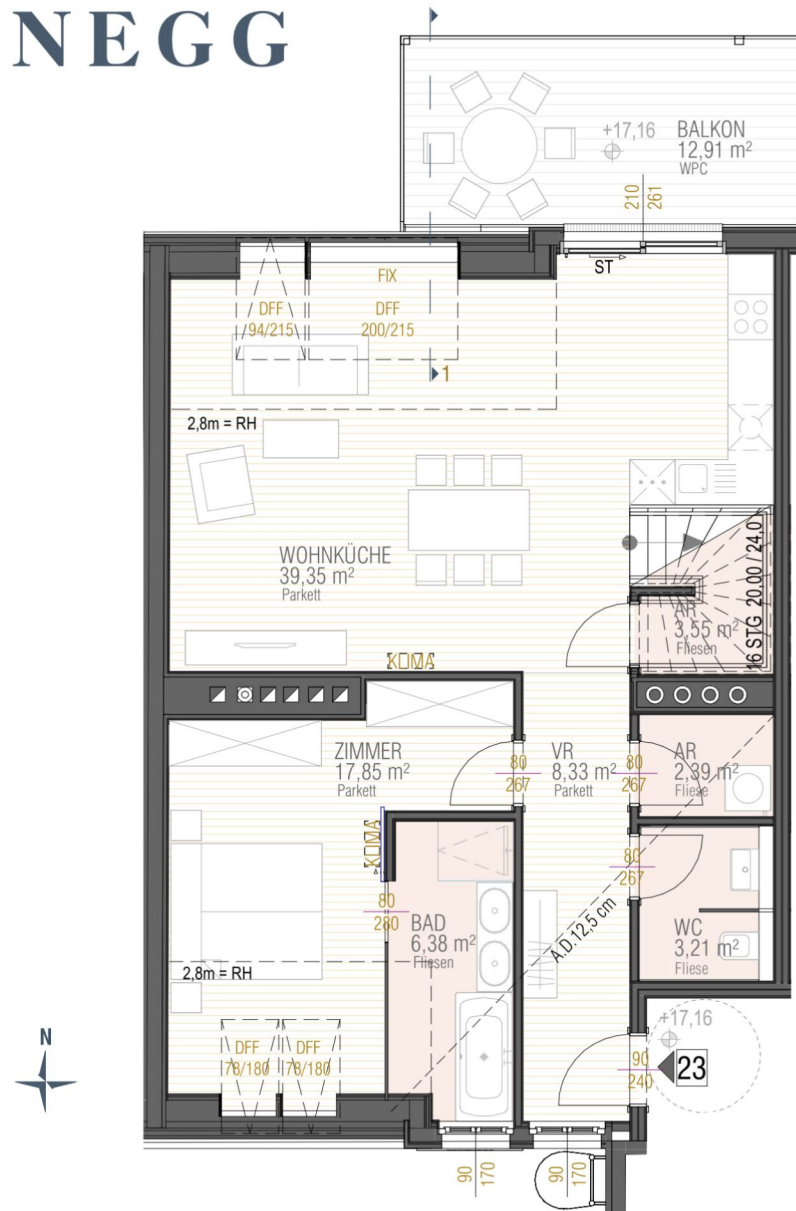 NEGG
+17,16
BALKON
12,91 m²
WPC
210
261
ST
FIX
DFF
94/215
DFF
200/215
1
2,8m = RH
WOHNKÜCHE
39,35 m²
Parkett
AR
3,55 m²
Fliesen
16 STG 20,00 / 24,0
KLIMA
ZIMMER
17,85 m²
Parkett
80
267
VR
8,33 m²
Parkett
80
267
AR
2,39 m²
Fliese
KLIMA
80
267
80
280
BAD
6,38 m²
Fliesen
A.D.12,5 cm
WC
3,21 m²
Fliese
2,8m = RH
N
+17,16
DFF
78/180
DFF
78/180
90
240
23
90
170
90
170